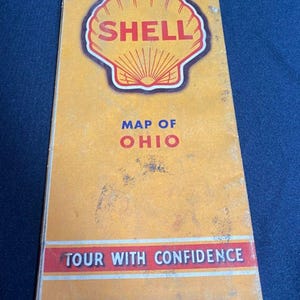 SHELL
MAP OF
OHIO
TOUR WITH CONFIDENCE